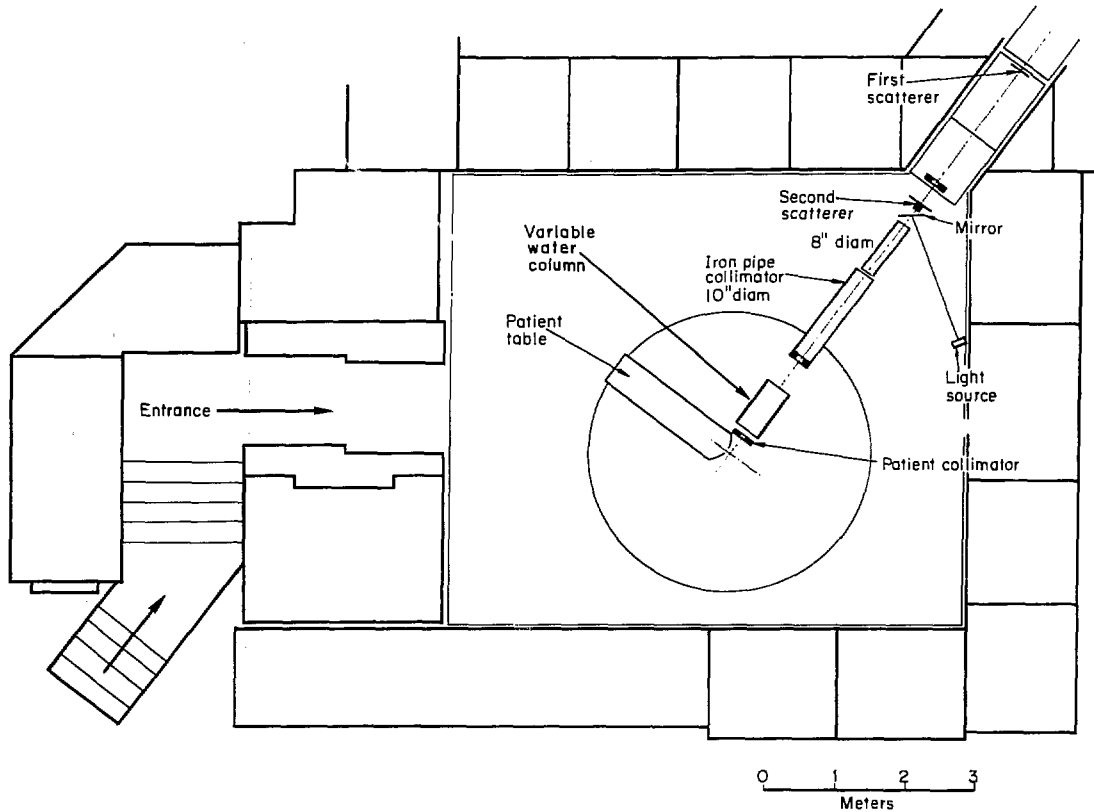 First
scatterer
Second
scatterer
Mirror
8" diam
Variable
water
column
Iron pipe
collimator
10" diam
Patient
table
Light
source
Entrance
Patient collimator
0 1 2 3
Meters